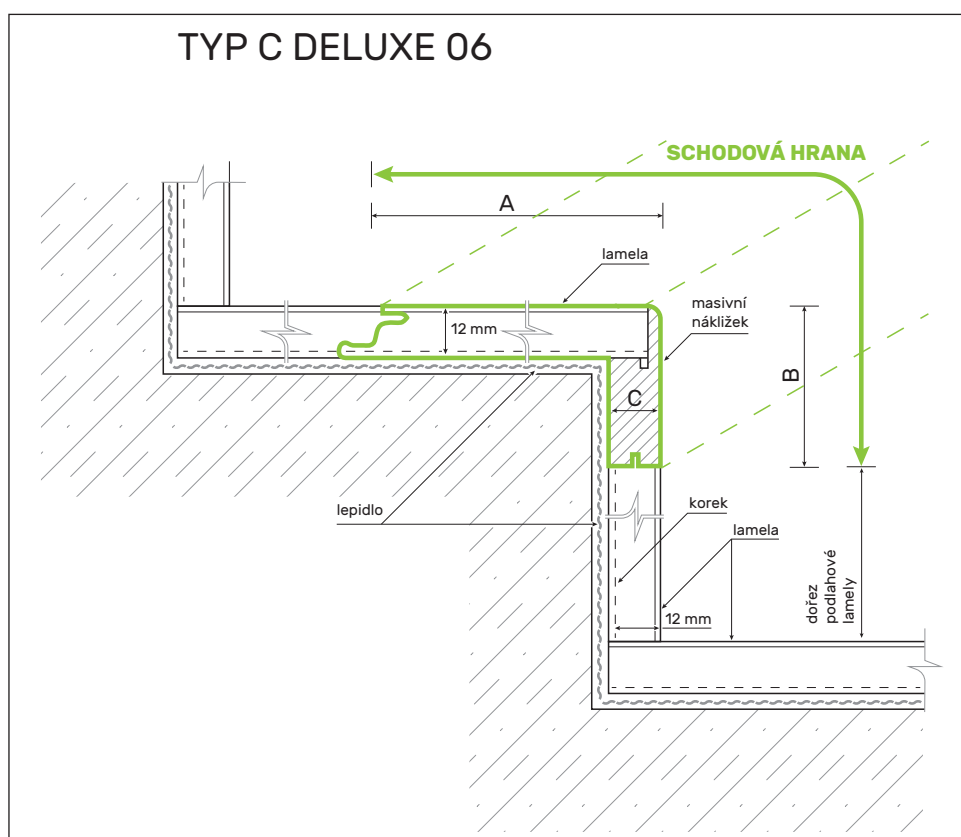 TYP C DELUXE 06
SCHODOVÁ HRANA
A
lamela
masivní
nákližek
12 mm
B
C
korek
lepidlo
lamela
dořez
podlahové
lamely
12 mm